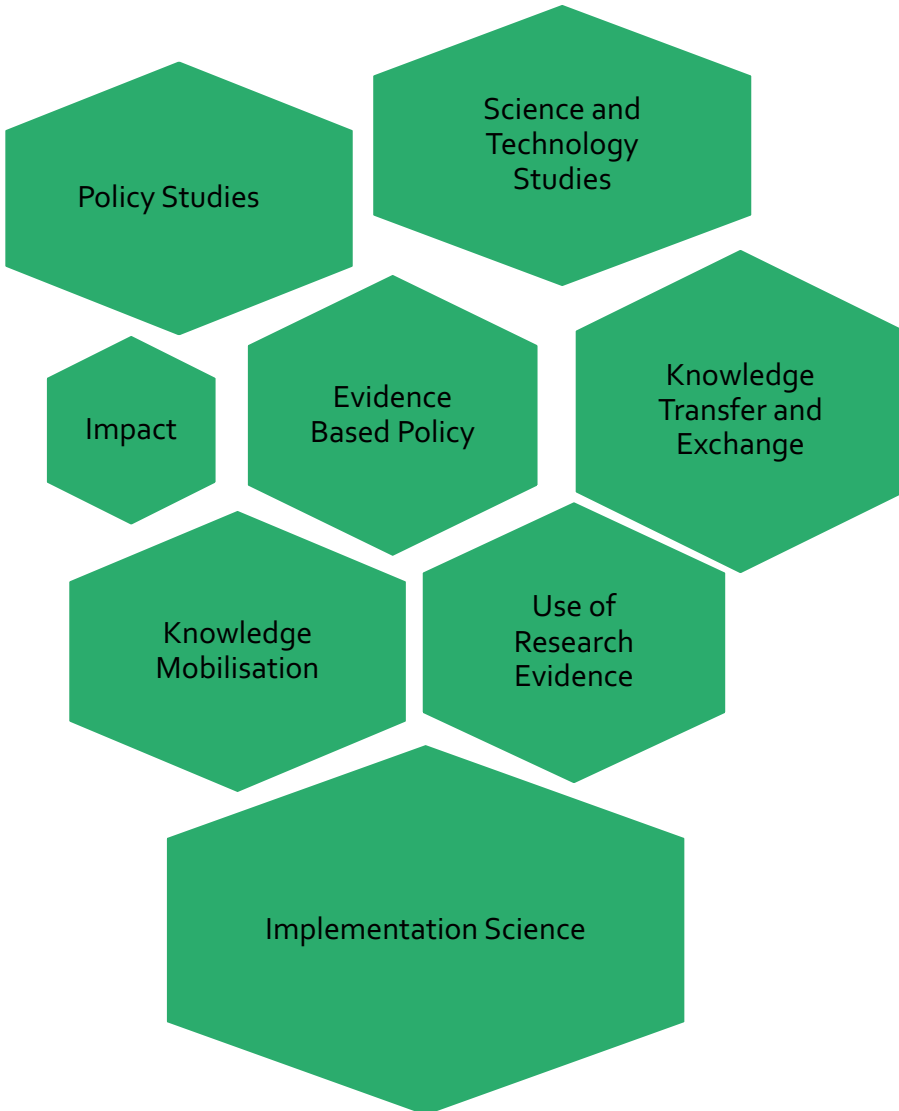 Science and
Technology
Studies
Policy Studies
Knowledge
Transfer and
Exchange
Evidence
Based Policy
Impact
Use of
Research
Evidence
Knowledge
Mobilisation
Implementation Science